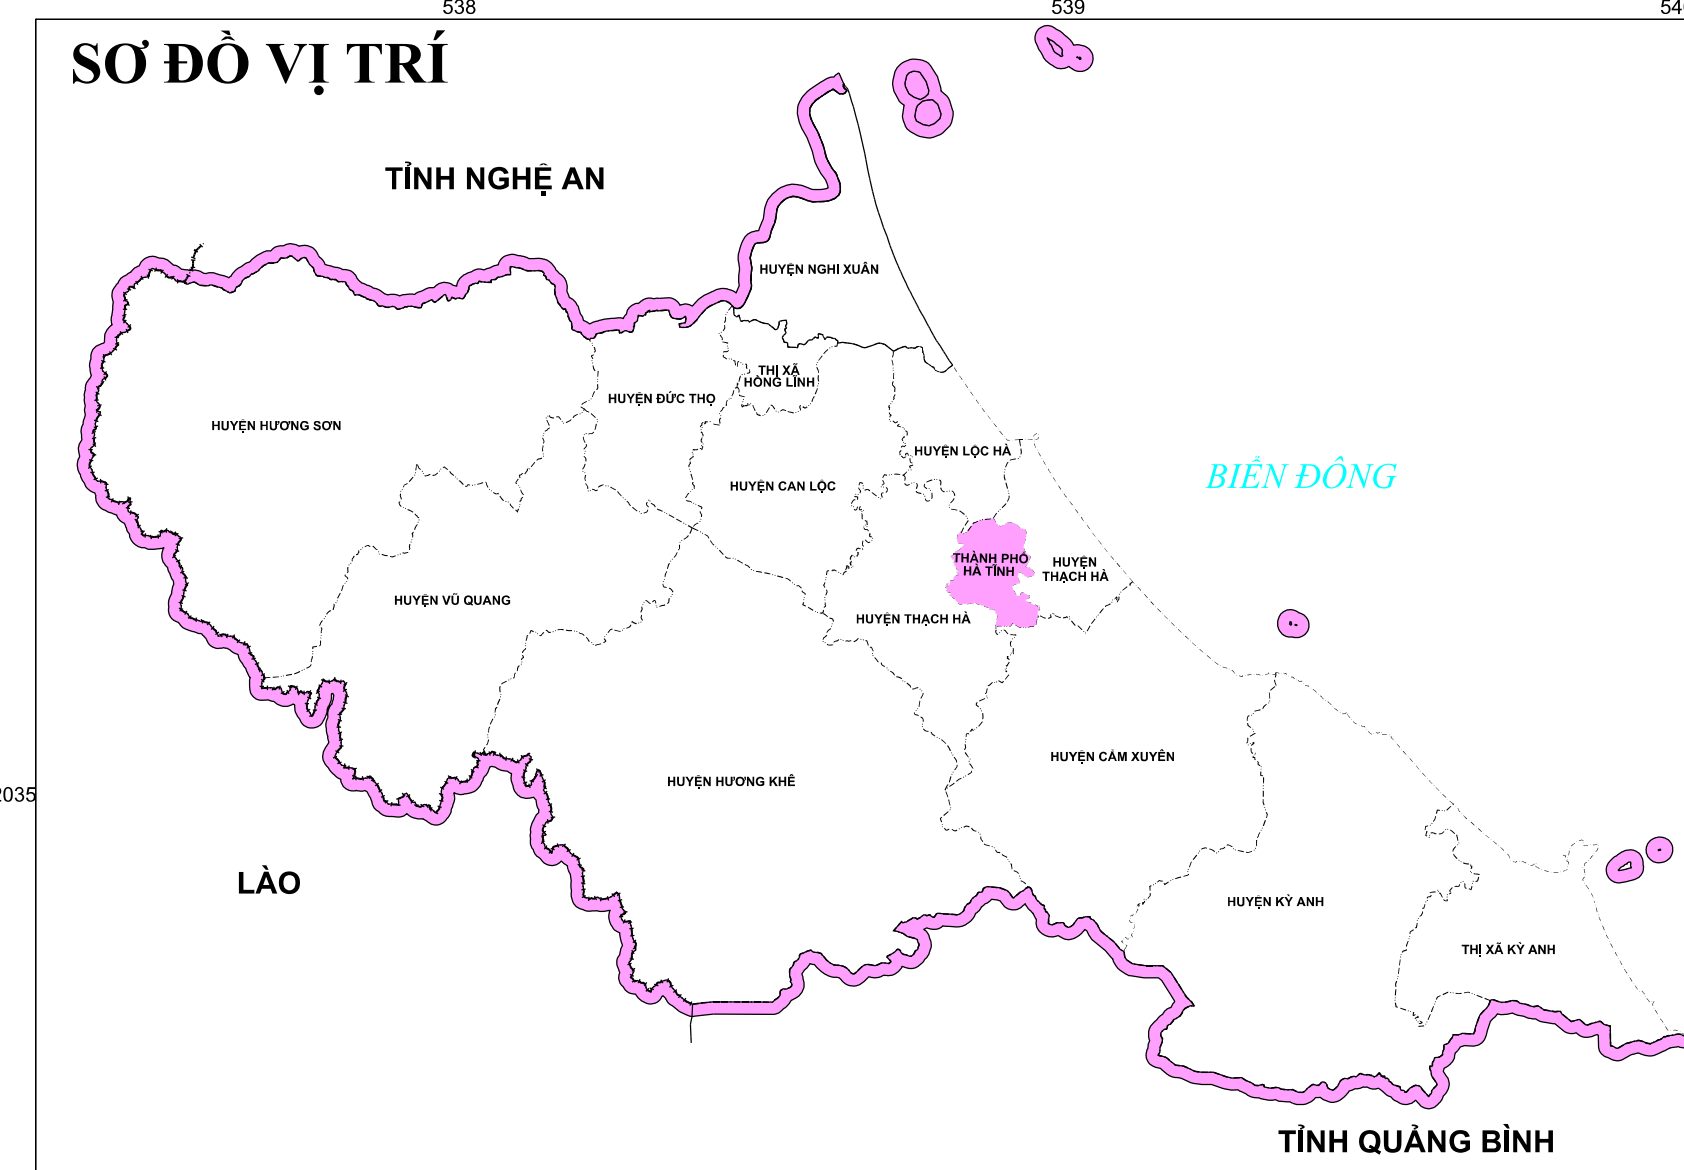 538
539
SƠ ĐỒ VỊ TRÍ
TỈNH NGHỆ AN
HUYỆN NGHI XUÂN
THỊ XÃ
HỒNG LĨNH
HUYỆN ĐỨC THỌ
HUYỆN HƯƠNG SƠN
HUYỆN LỘC HÀ
BIỂN ĐÔNG
HUYỆN CAN LỘC
THÀNH PHỐ
HÀ TĨNH
HUYỆN
THẠCH HÀ
HUYỆN VŨ QUANG
HUYỆN THẠCH HÀ
HUYỆN CẨM XUYÊN
HUYỆN HƯƠNG KHÊ
2035
LÀO
HUYỆN KỲ ANH
THỊ XÃ KỲ ANH
TỈNH QUẢNG BÌNH